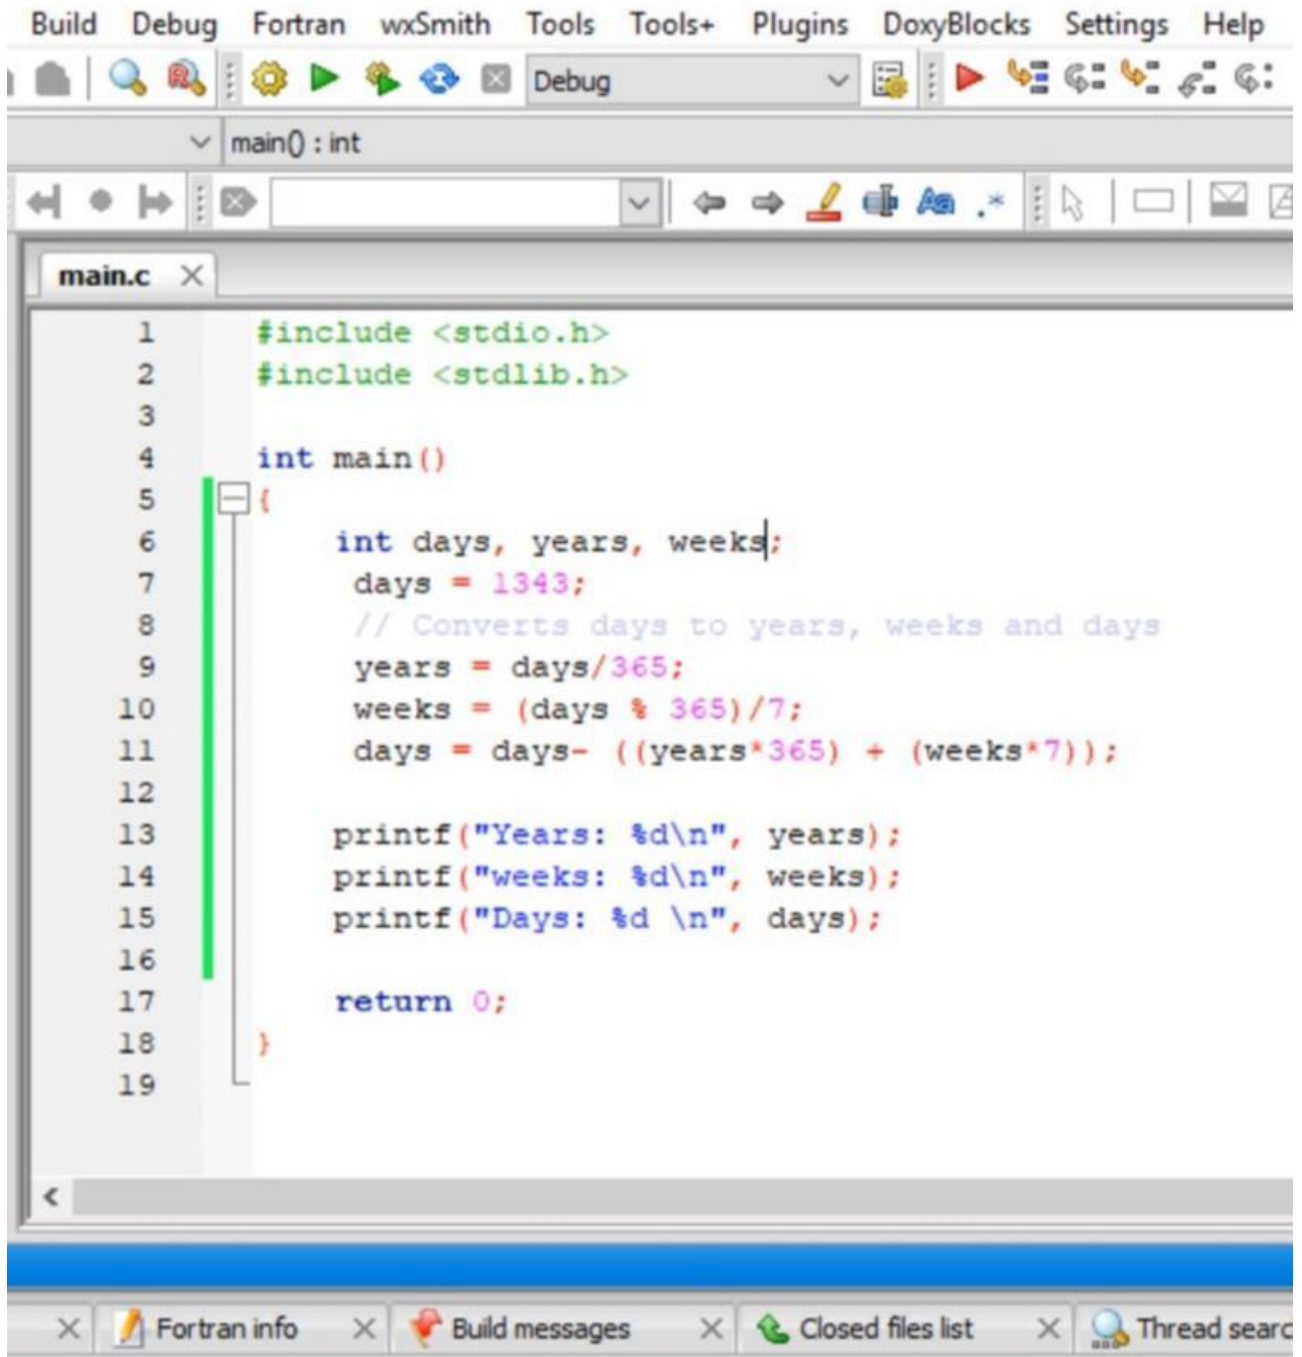 Build Debug Fortran wxSmith Tools Tools+ Plugins DoxyBlocks Settings Help
Debug
main() : int
main.c
1 #include <stdio.h>
2 #include <stdlib.h>
3
4 int main()
5 {
6 int days, years, weeks;
7 days = 1343;
8 // Converts days to years, weeks and days
9 years = days/365;
10 weeks = (days % 365)/7;
11 days = days- ((years*365) + (weeks*7));
12
13 printf("Years: %d\n", years);
14 printf("weeks: %d\n", weeks);
15 printf("Days: %d \n", days);
16
17 return 0;
18 }
19
Fortran info Build messages Closed files list Thread searc